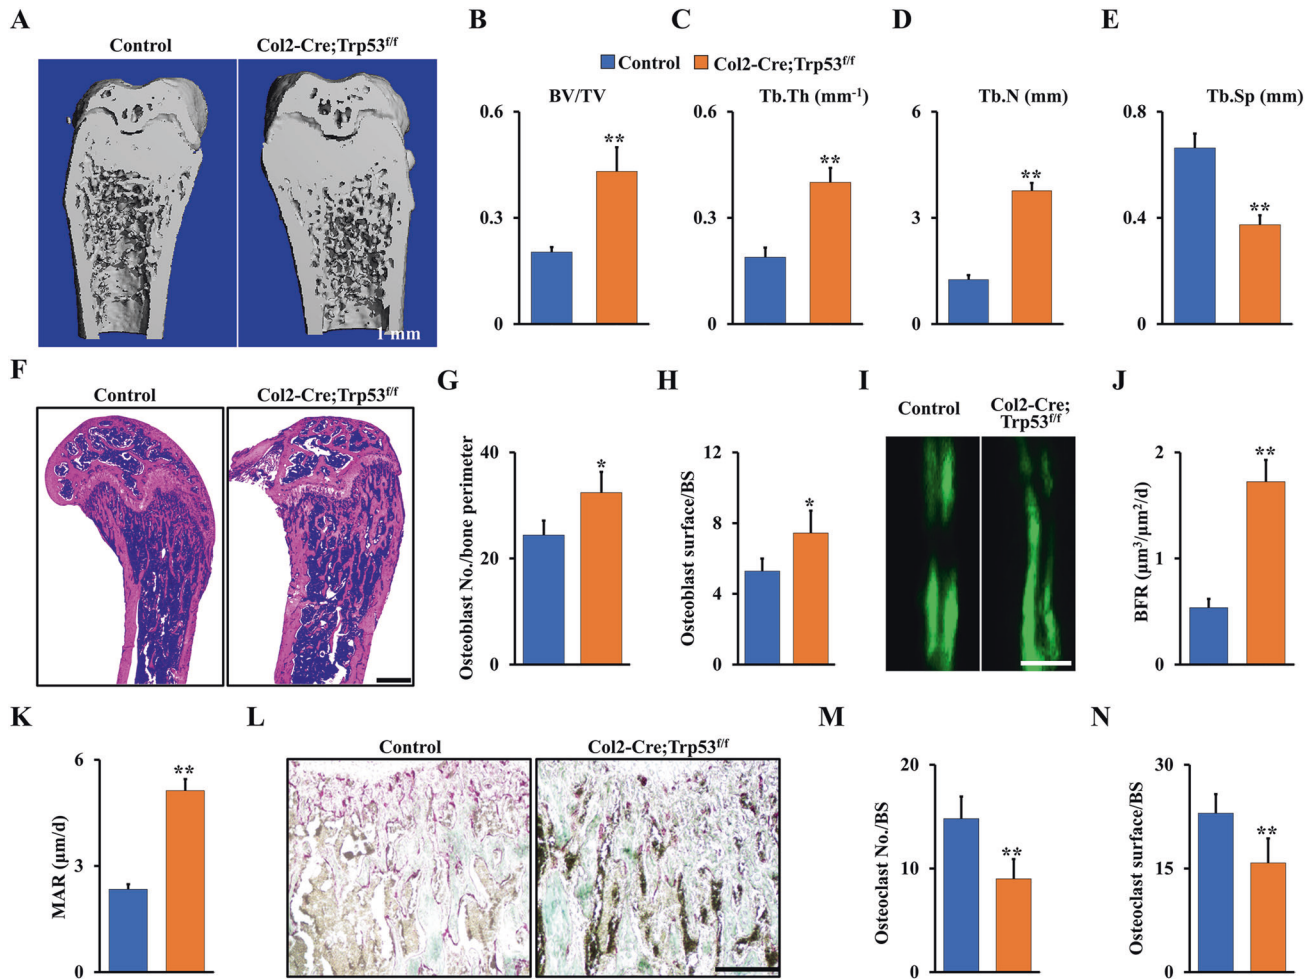 A
B
C
D
E
Control
Col2-Cre;Trp53f/f
Control
Col2-Cre;Trp53f/f
1 mm
BV/TV
0.6
0.3
0
**
Tb.Th (mm-1)
0.6
0.3
0
**
Tb.N (mm)
6
3
0
**
Tb.Sp (mm)
0.8
0.4
0
**
F
G
H
I
J
Control
Col2-Cre;Trp53f/f
Osteoblast No./bone perimeter
40
20
0
*
Osteoblast surface/BS
12
8
4
0
*
Control
Col2-Cre;
Trp53f/f
BFR (μm3/μm2/d)
2
1
0
**
K
L
M
N
MAR (μm/d)
6
3
0
**
Control
Col2-Cre;Trp53f/f
Osteoclast No./BS
20
10
0
**
Osteoclast surface/BS
30
15
0
**